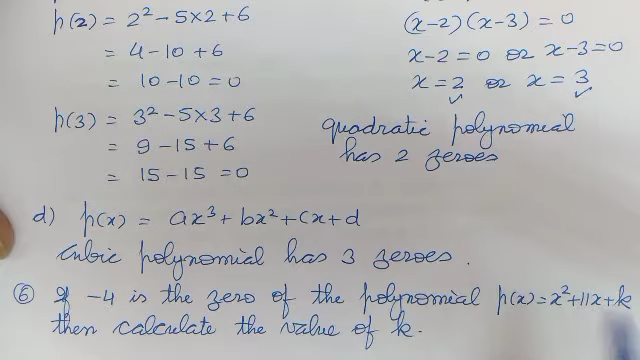 p(2) = 2² - 5×2 + 6
= 4 - 10 + 6
= 10 - 10 = 0
p(3) = 3² - 5×3 + 6
= 9 - 15 + 6
= 15 - 15 = 0
(x-2)(x-3) = 0
x-2 = 0 or x-3 = 0
x = 2 or x = 3
✓ ✓
quadratic polynomial
has 2 zeroes
d) p(x) = ax³ + bx² + cx + d
cubic polynomial has 3 zeroes.
⑥ If -4 is the zero of the polynomial p(x) = x² + 11x + k
then calculate the value of k.